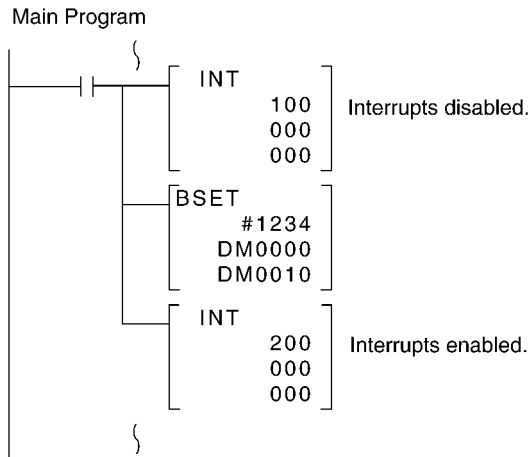 Main Program
INT
100
Interrupts disabled.
000
000
BSET
#1234
DM0000
DM0010
INT
200
Interrupts enabled.
000
000